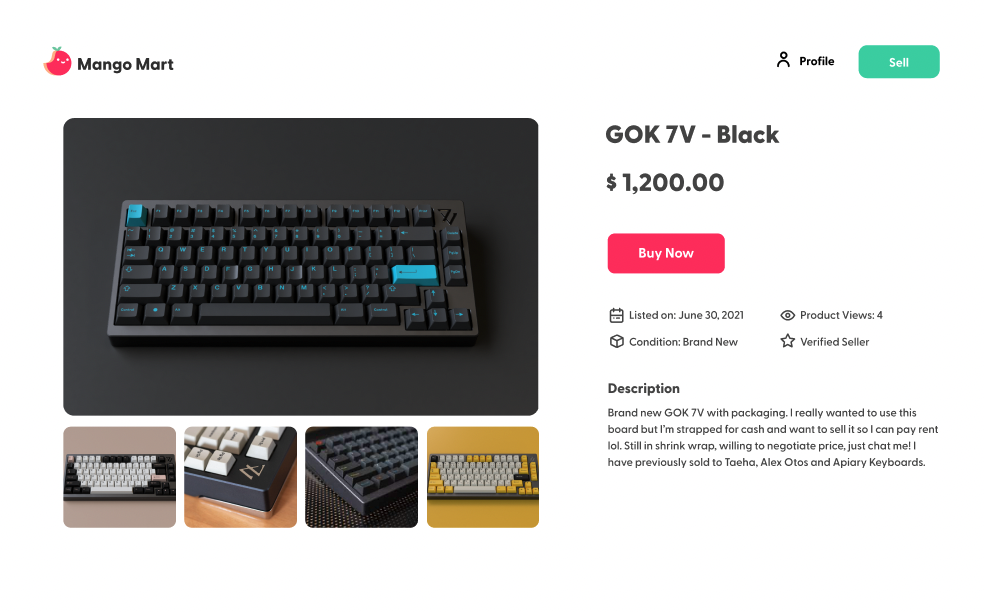 Mango Mart
Profile
Sell
GOK 7V - Black
$ 1,200.00
Buy Now
Listed on: June 30, 2021
Product Views: 4
Condition: Brand New
Verified Seller
Description
Brand new GOK 7V with packaging. I really wanted to use this
board but I'm strapped for cash and want to sell it so I can pay rent
lol. Still in shrink wrap, willing to negotiate price, just chat me! I
have previously sold to Taeha, Alex Otos and Apiary Keyboards.
Q W E R T Y U I O P
A S D F G H J K L
Z X C V B N M